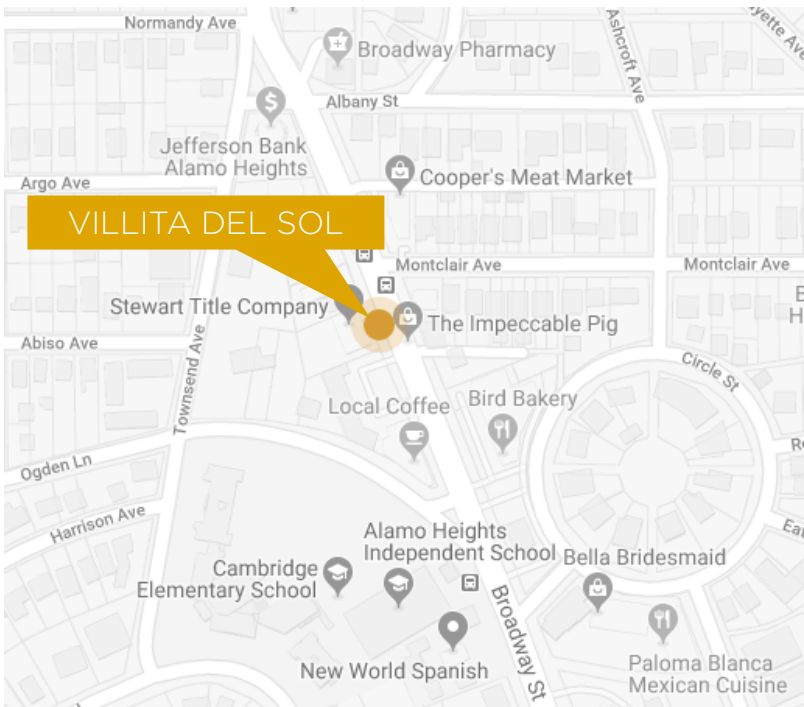 Normandy Ave
Broadway Pharmacy
Ashcroft Ave
yette Ave
Albany St
$
Jefferson Bank
Alamo Heights
Cooper's Meat Market
Argo Ave
VILLITA DEL SOL
Montclair Ave
Montclair Ave
Stewart Title Company
The Impeccable Pig
Abiso Ave
Townsend Ave
Circle St
Local Coffee
Bird Bakery
Ogden Ln
Harrison Ave
Alamo Heights
Independent School
Cambridge
Elementary School
Bella Bridesmaid
Broadway St
New World Spanish
Paloma Blanca
Mexican Cuisine